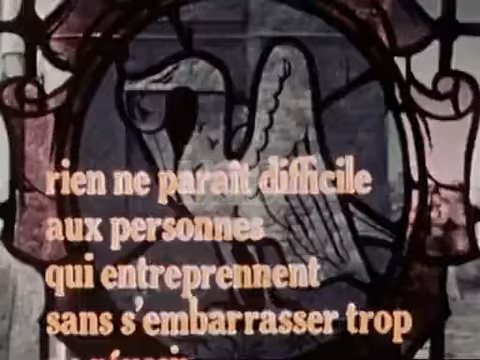 rien ne paraît difficile
aux personnes
qui entreprennent
sans s'embarrasser trop